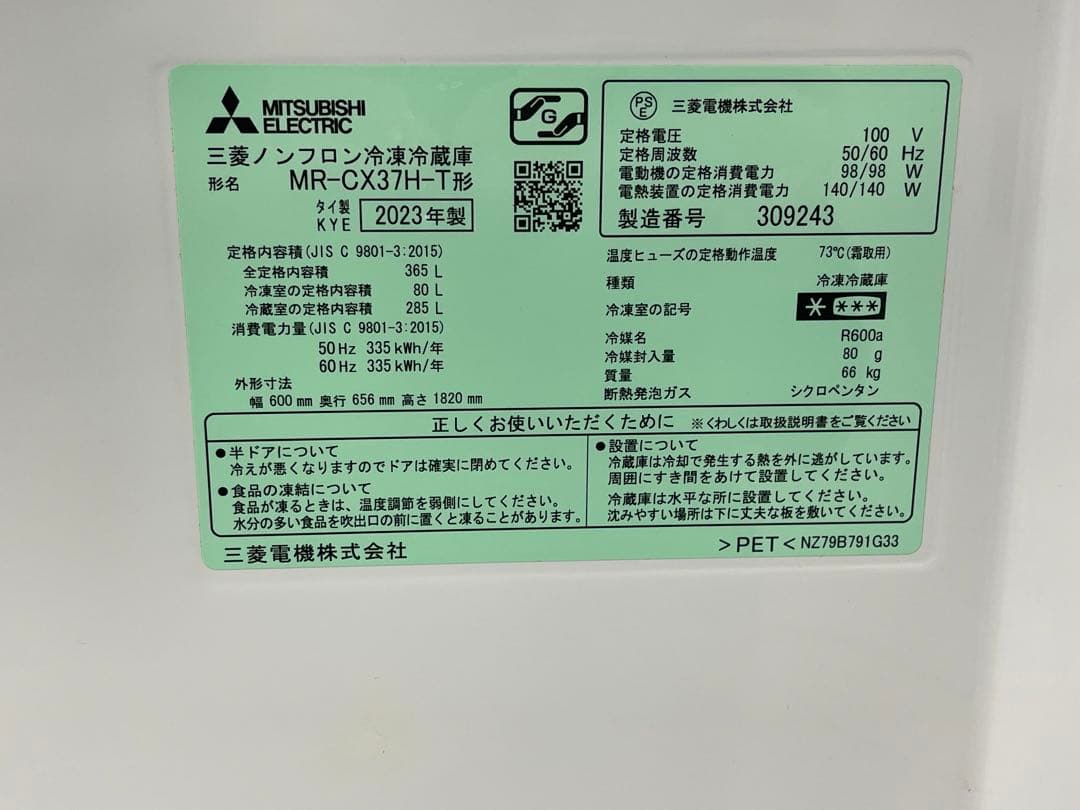 MITSUBISHI
ELECTRIC
三菱ノンフロン冷凍冷蔵庫
形名 MR-CX37H-T形
タイ製
KYE 2023年製
定格内容積(JIS C 9801-3:2015)
全定格内容積 365 L
冷凍室の定格内容積 80 L
冷蔵室の定格内容積 285 L
消費電力量(JIS C 9801-3:2015)
50Hz 335kWh/年
60Hz 335kWh/年
外形寸法
幅 600mm 奥行 656mm 高さ 1820mm
G
PSE 三菱電機株式会社
定格電圧 100 V
定格周波数 50/60 Hz
電動機の定格消費電力 98/98 W
電熱装置の定格消費電力 140/140 W
製造番号 309243
温度ヒューズの定格動作温度 73℃(霜取用)
種類 冷凍冷蔵庫
冷凍室の記号 * ***
冷媒名 R600a
冷媒封入量 80 g
質量 66 kg
断熱発泡ガス シクロペンタン
正しくお使いいただくために ※くわしくは取扱説明書をご覧ください
●半ドアについて
冷えが悪くなりますのでドアは確実に閉めてください。
●食品の凍結について
食品が凍るときは、温度調節を弱側にしてください。
水分の多い食品を吹出口の前に置くと凍ることがあります。
●設置について
冷蔵庫は冷却で発生する熱を外に逃がしています。
周囲にすき間をあけて設置してください。
冷蔵庫は水平な所に設置してください。
沈みやすい場所は下に丈夫な板を敷いてください。
三菱電機株式会社
>PET< NZ79B791G33